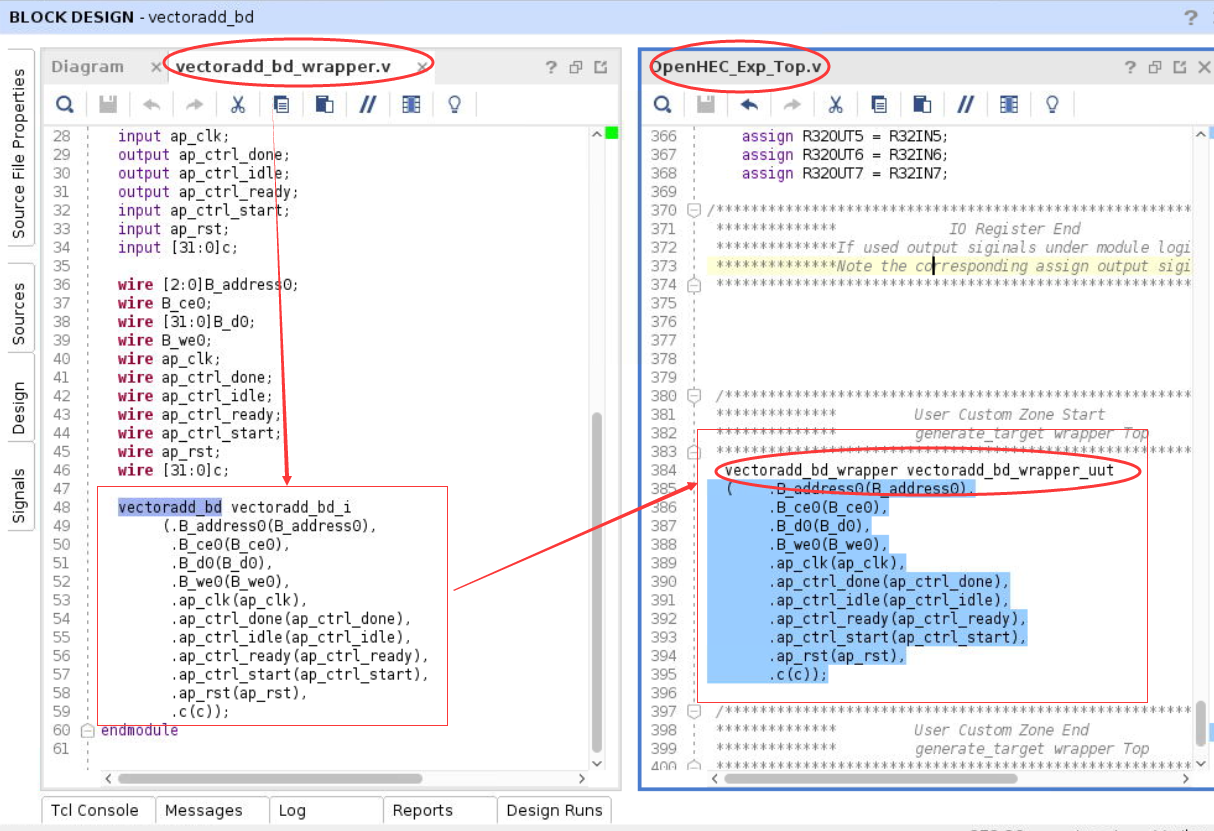 BLOCK DESIGN - vectoradd_bd
?
Source File Properties
Sources
Design
Signals
Diagram × vectoradd_bd_wrapper.v ×
?
28 input ap_clk;
29 output ap_ctrl_done;
30 output ap_ctrl_idle;
31 output ap_ctrl_ready;
32 input ap_ctrl_start;
33 input ap_rst;
34 input [31:0]c;
35
36 wire [2:0]B_address0;
37 wire B_ce0;
38 wire [31:0]B_d0;
39 wire B_we0;
40 wire ap_clk;
41 wire ap_ctrl_done;
42 wire ap_ctrl_idle;
43 wire ap_ctrl_ready;
44 wire ap_ctrl_start;
45 wire ap_rst;
46 wire [31:0]c;
47
48 vectoradd_bd vectoradd_bd_i
49 (.B_address0(B_address0),
50 .B_ce0(B_ce0),
51 .B_d0(B_d0),
52 .B_we0(B_we0),
53 .ap_clk(ap_clk),
54 .ap_ctrl_done(ap_ctrl_done),
55 .ap_ctrl_idle(ap_ctrl_idle),
56 .ap_ctrl_ready(ap_ctrl_ready),
57 .ap_ctrl_start(ap_ctrl_start),
58 .ap_rst(ap_rst),
59 .c(c));
60 endmodule
61
OpenHEC_Exp_Top.v
? ×
366 assign R32OUT5 = R32IN5;
367 assign R32OUT6 = R32IN6;
368 assign R32OUT7 = R32IN7;
369
370 /********************************************************
371 ************** IO Register End
372 **************If used output siginals under module logi
373 **************Note the corresponding assign output sigi
374 ********************************************************
375
376
377
378
379
380 /*******************************************************
381 ************** User Custom Zone Start
382 ************** generate_target wrapper Top
383 ********************************************************
384 vectoradd_bd_wrapper vectoradd_bd_wrapper_uut
385 ( .B_address0(B_address0),
386 .B_ce0(B_ce0),
387 .B_d0(B_d0),
388 .B_we0(B_we0),
389 .ap_clk(ap_clk),
390 .ap_ctrl_done(ap_ctrl_done),
391 .ap_ctrl_idle(ap_ctrl_idle),
392 .ap_ctrl_ready(ap_ctrl_ready),
393 .ap_ctrl_start(ap_ctrl_start),
394 .ap_rst(ap_rst),
395 .c(c));
396
397 /*******************************************************
398 ************** User Custom Zone End
399 ************** generate_target wrapper Top
400 ********************************************************
Tcl Console Messages Log Reports Design Runs